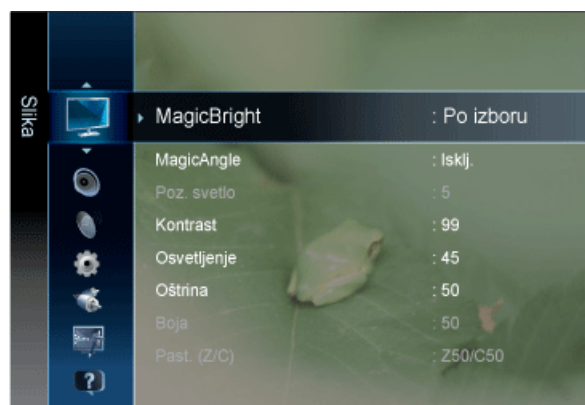 Slika
MagicBright : Po izboru
MagicAngle : Isklj.
Poz. svetlo : 5
Kontrast : 99
Osvetljenje : 45
Oštrina : 50
Boja : 50
Past. (Z/C) : Z50/C50